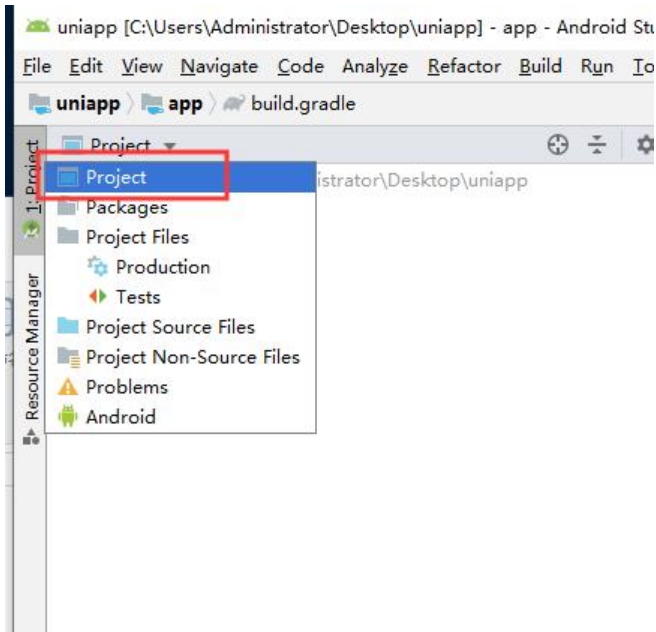 uniapp [C:\Users\Administrator\Desktop\uniapp] - app - Android Stu
File Edit View Navigate Code Analyze Refactor Build Run To
uniapp app build.gradle
Project
Project
istrator\Desktop\uniapp
Packages
Project Files
Production
Tests
Project Source Files
Project Non-Source Files
Problems
Android
1: Project
Resource Manager